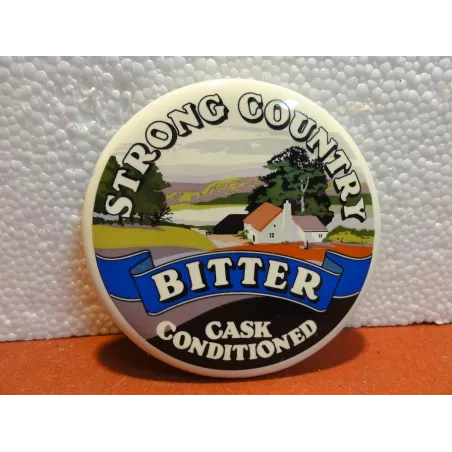 STRONG COUNTRY
BITTER
CASK
CONDITIONED